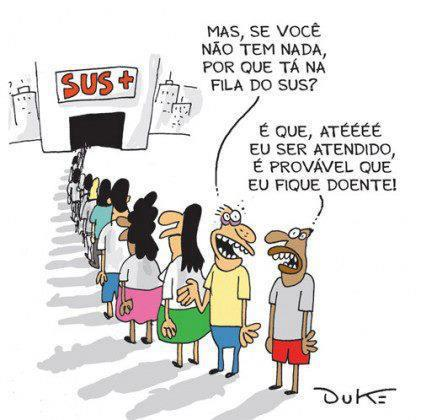 SUS +
MAS, SE VOCÊ
NÃO TEM NADA,
POR QUE TÁ NA
FILA DO SUS?
É QUE, ATÉÉÉÉ
EU SER ATENDIDO,
É PROVÁVEL QUE
EU FIQUE DOENTE!
DUKE